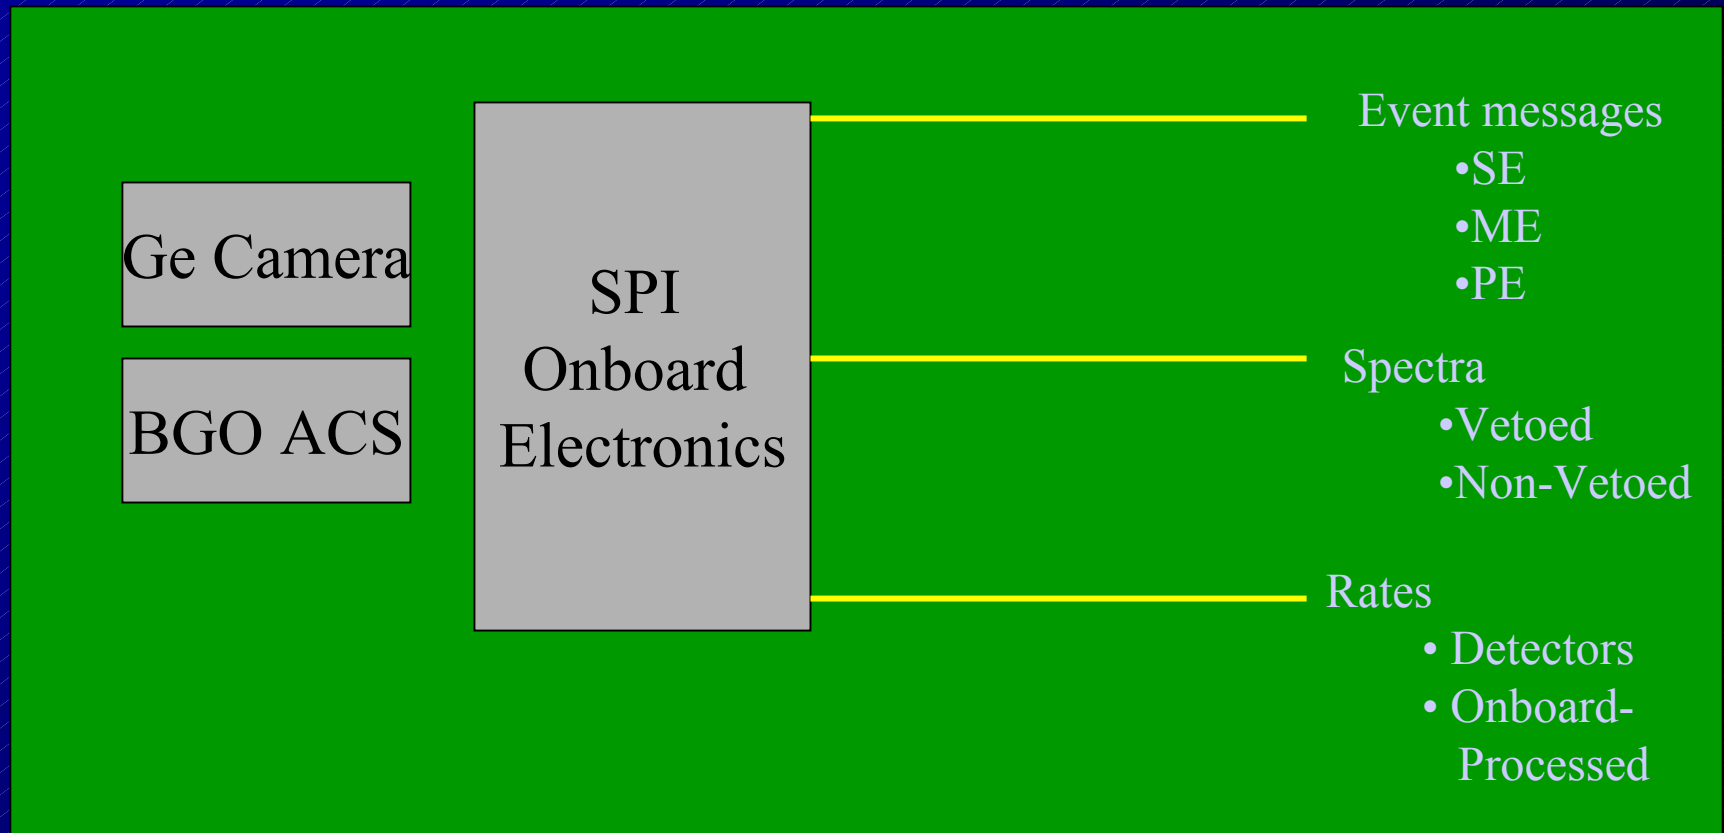 Ge Camera
BGO ACS
SPI
Onboard
Electronics
Event messages
•SE
•ME
•PE
Spectra
•Vetoed
•Non-Vetoed
Rates
• Detectors
• Onboard-
Processed